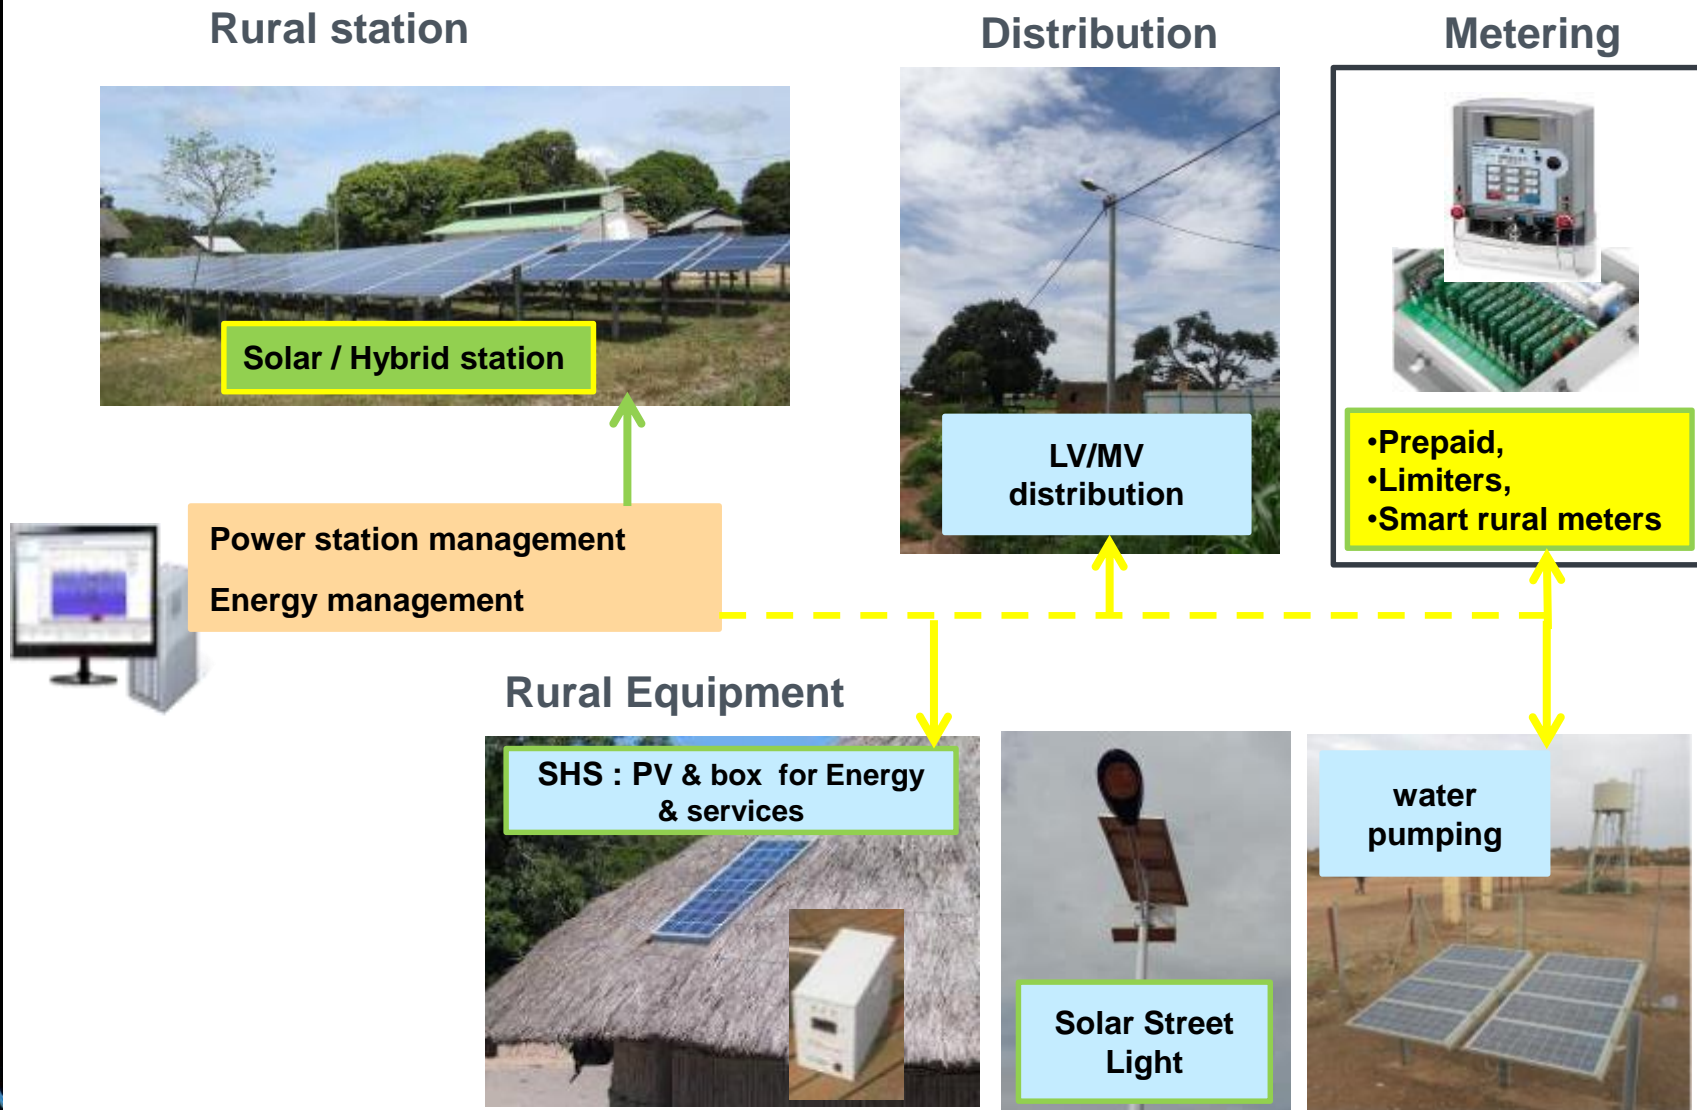 Rural station
Distribution
Metering
Solar / Hybrid station
LV/MV
distribution
•Prepaid,
•Limiters,
•Smart rural meters
Power station management
Energy management
Rural Equipment
SHS : PV & box  for Energy
& services
Solar Street
Light
water
pumping